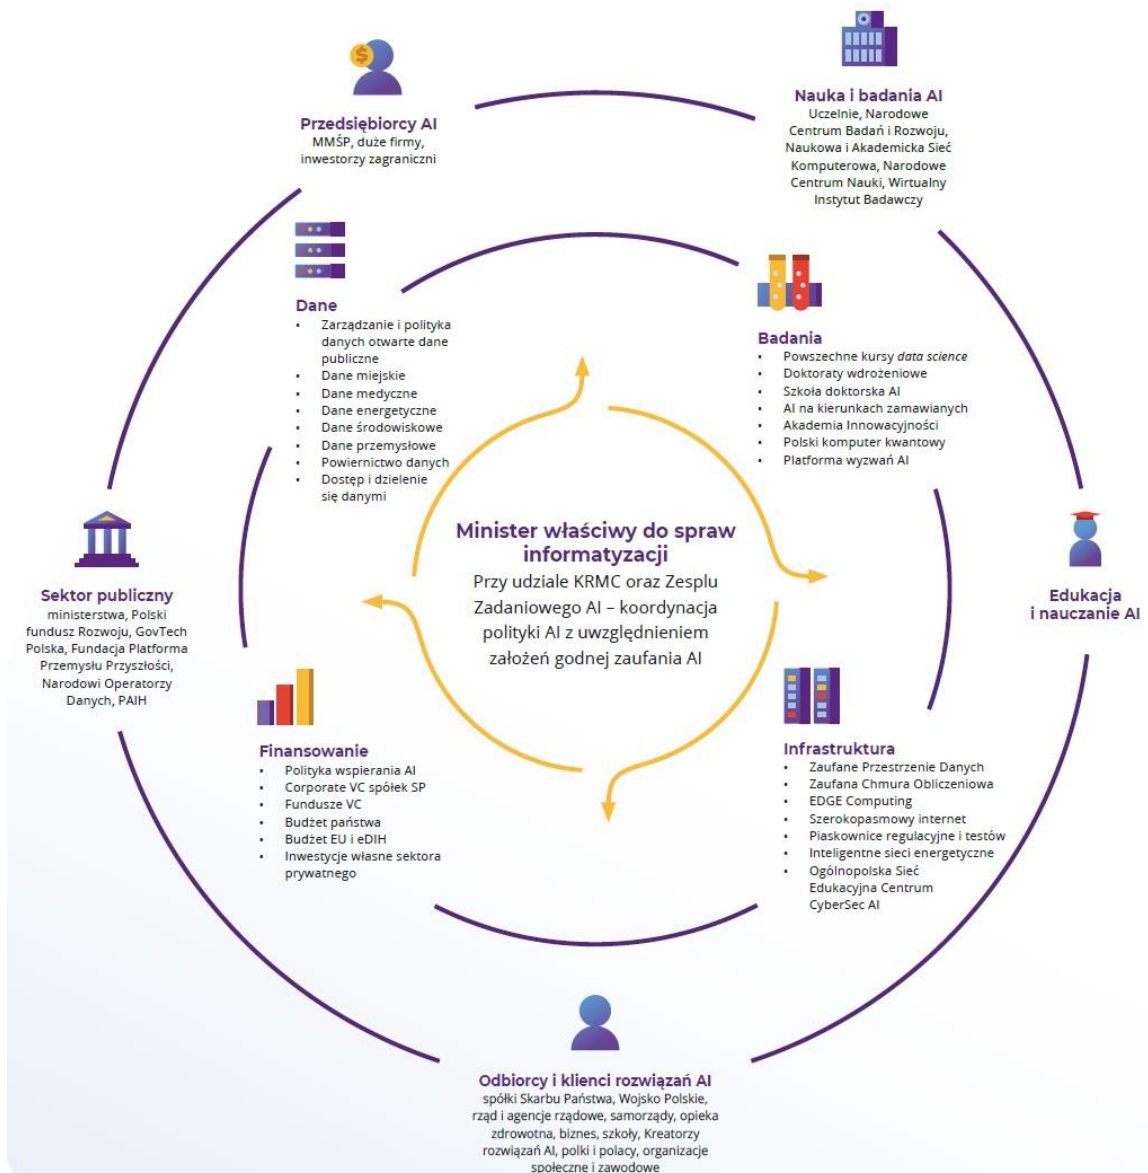 Przedsiębiorcy AI
MMŚP, duże firmy,
inwestorzy zagraniczni
Nauka i badania AI
Uczelnie, Narodowe
Centrum Badań i Rozwoju,
Naukowa i Akademicka Sieć
Komputerowa, Narodowe
Centrum Nauki, Wirtualny
Instytut Badawczy
Dane
• Zarządzanie i polityka
danych otwarte dane
publiczne
• Dane miejskie
• Dane medyczne
• Dane energetyczne
• Dane środowiskowe
• Dane przemysłowe
• Powiernictwo danych
• Dostęp i dzielenie
się danymi
Badania
• Powszechne kursy data science
• Doktoraty wdrożeniowe
• Szkoła doktorska AI
• AI na kierunkach zamawianych
• Akademia Innowacyjności
• Polski komputer kwantowy
• Platforma wyzwań AI
Minister właściwy do spraw
informatyzacji
Przy udziale KRMC oraz Zesplu
Zadaniowego AI – koordynacja
polityki AI z uwzględnieniem
założeń godnej zaufania AI
Sektor publiczny
ministerstwa, Polski
fundusz Rozwoju, GovTech
Polska, Fundacja Platforma
Przemysłu Przyszłości,
Narodowi Operatorzy
Danych, PAIH
Edukacja
i nauczanie AI
Finansowanie
• Polityka wspierania AI
• Corporate VC spółek SP
• Fundusze VC
• Budżet państwa
• Budżet EU i eDIH
• Inwestycje własne sektora
prywatnego
Infrastruktura
• Zaufane Przestrzenie Danych
• Zaufana Chmura Obliczeniowa
• EDGE Computing
• Szerokopasmowy internet
• Piaskownice regulacyjne i testów
• Inteligentne sieci energetyczne
• Ogólnopolska Sieć
Edukacyjna Centrum
CyberSec AI
Odbiorcy i klienci rozwiązań AI
spółki Skarbu Państwa, Wojsko Polskie,
rząd i agencje rządowe, samorządy, opieka
zdrowotna, biznes, szkoły, Kreatorzy
rozwiązań AI, polki i polacy, organizacje
społeczne i zawodowe